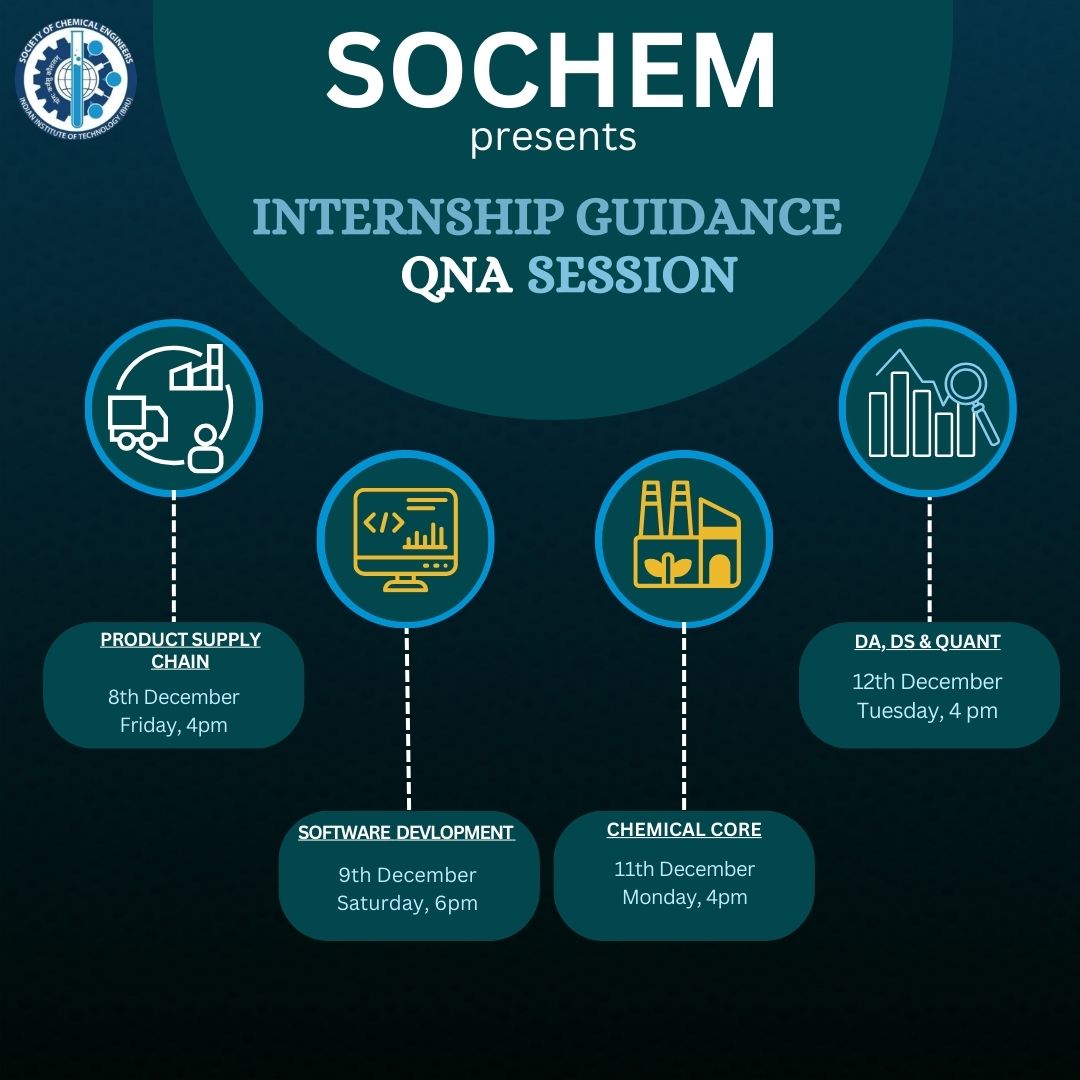 SOCIETY OF CHEMICAL ENGINEERS
INDIAN INSTITUTE OF TECHNOLOGY (BHU)
SOCHEM
presents
INTERNSHIP GUIDANCE
QNA SESSION
</>
PRODUCT SUPPLY
CHAIN
8th December
Friday, 4pm
SOFTWARE DEVLOPMENT
9th December
Saturday, 6pm
CHEMICAL CORE
11th December
Monday, 4pm
DA, DS & QUANT
12th December
Tuesday, 4 pm